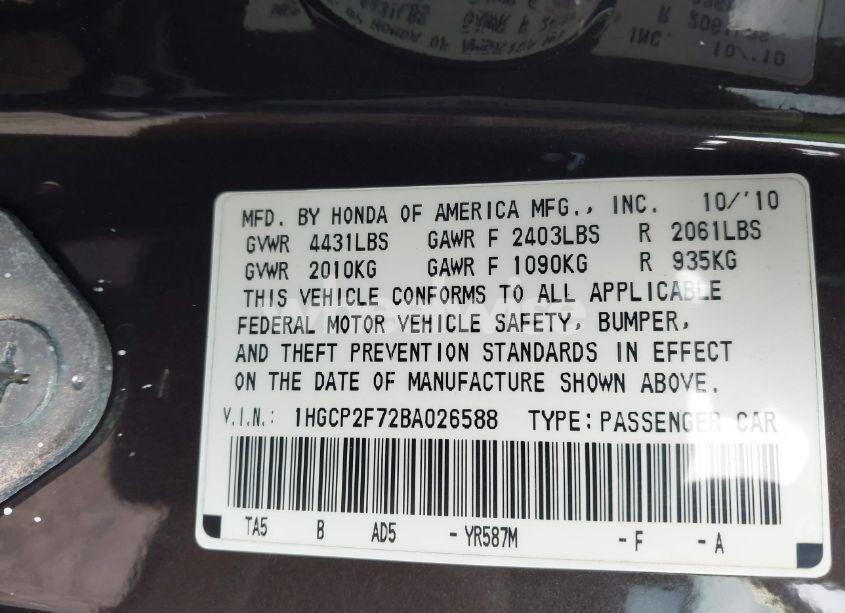 MFD. BY HONDA OF AMERICA MFG., INC. 10/'10
GVWR 4431LBS GAWR F 2403LBS R 2061LBS
GVWR 2010KG GAWR F 1090KG R 935KG
THIS VEHICLE CONFORMS TO ALL APPLICABLE
FEDERAL MOTOR VEHICLE SAFETY, BUMPER,
AND THEFT PREVENTION STANDARDS IN EFFECT
ON THE DATE OF MANUFACTURE SHOWN ABOVE.
V.I.N.: 1HGCP2F72BA026588 TYPE: PASSENGER CAR
TA5 B AD5 - YR587M - F - A